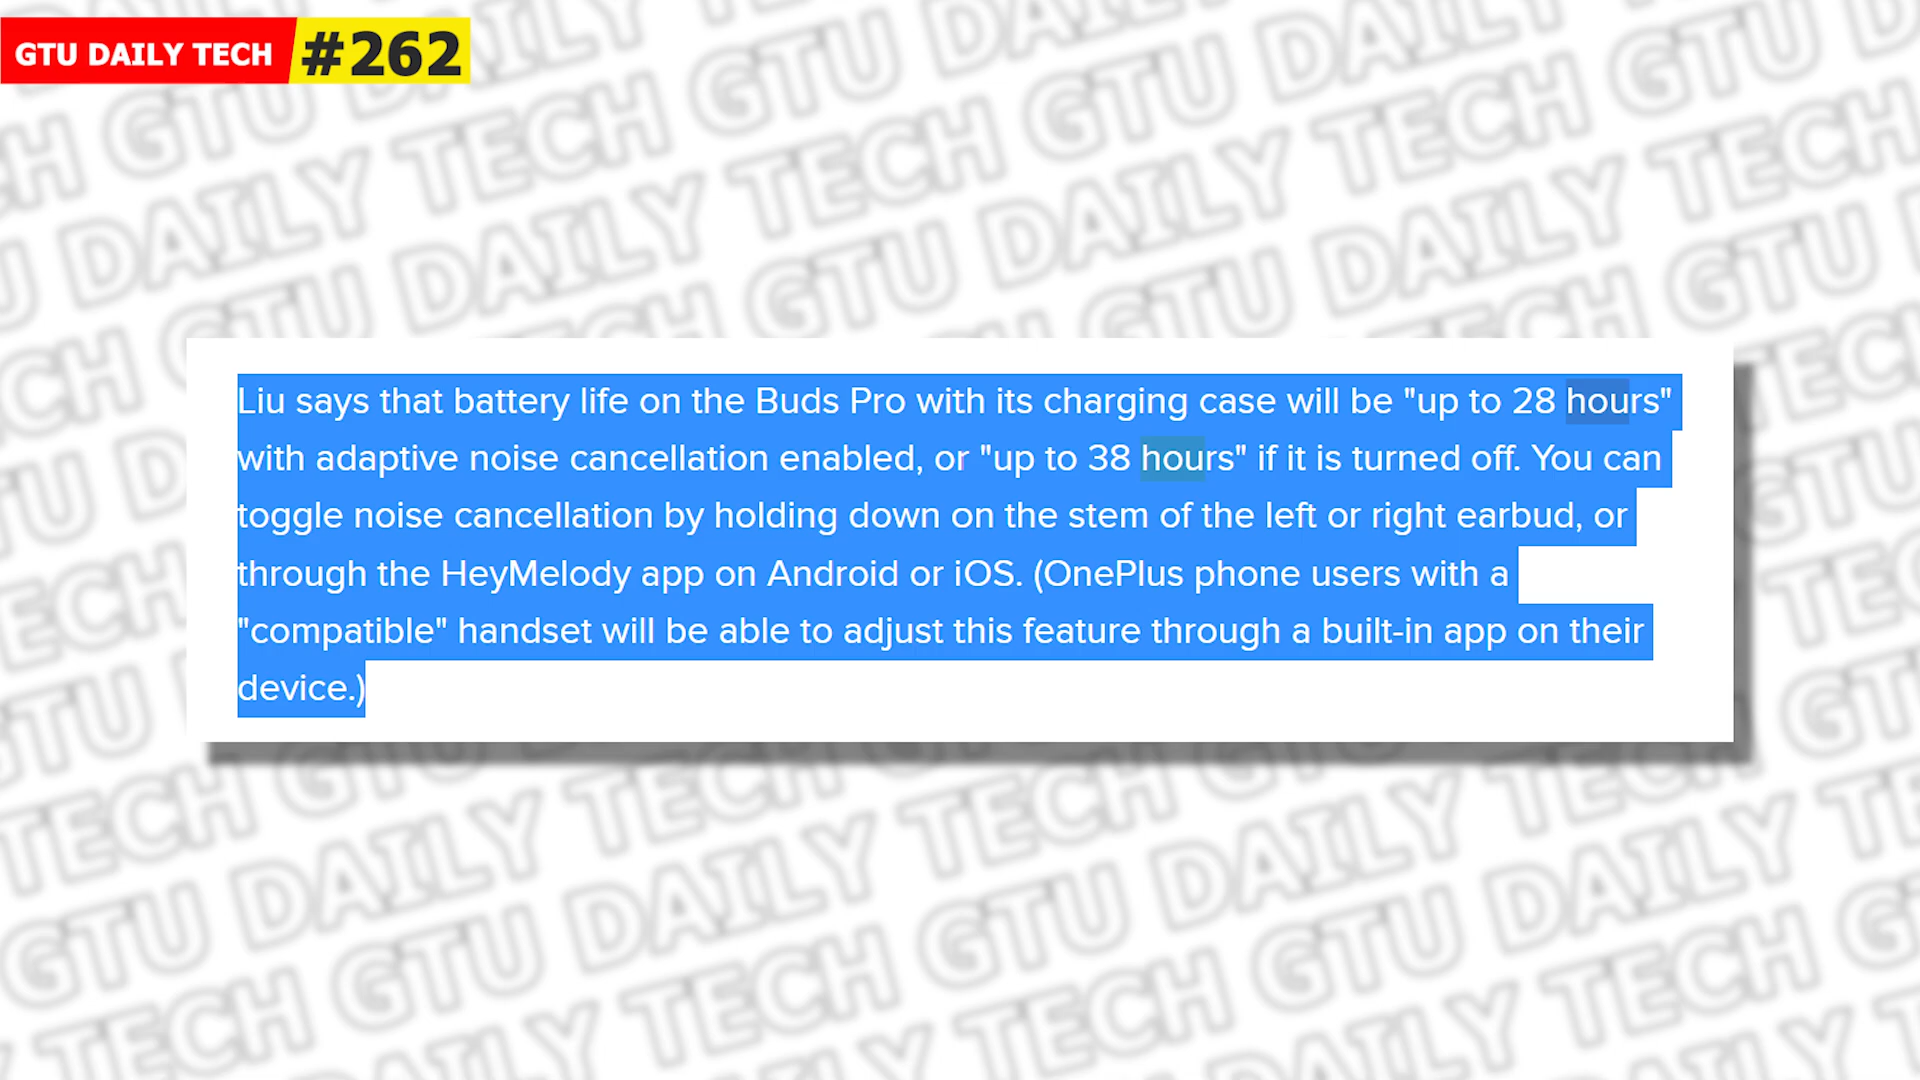 GTU DAILY TECH #262
Liu says that battery life on the Buds Pro with its charging case will be "up to 28 hours"
with adaptive noise cancellation enabled, or "up to 38 hours" if it is turned off. You can
toggle noise cancellation by holding down on the stem of the left or right earbud, or
through the HeyMelody app on Android or iOS. (OnePlus phone users with a
"compatible" handset will be able to adjust this feature through a built-in app on their
device.)